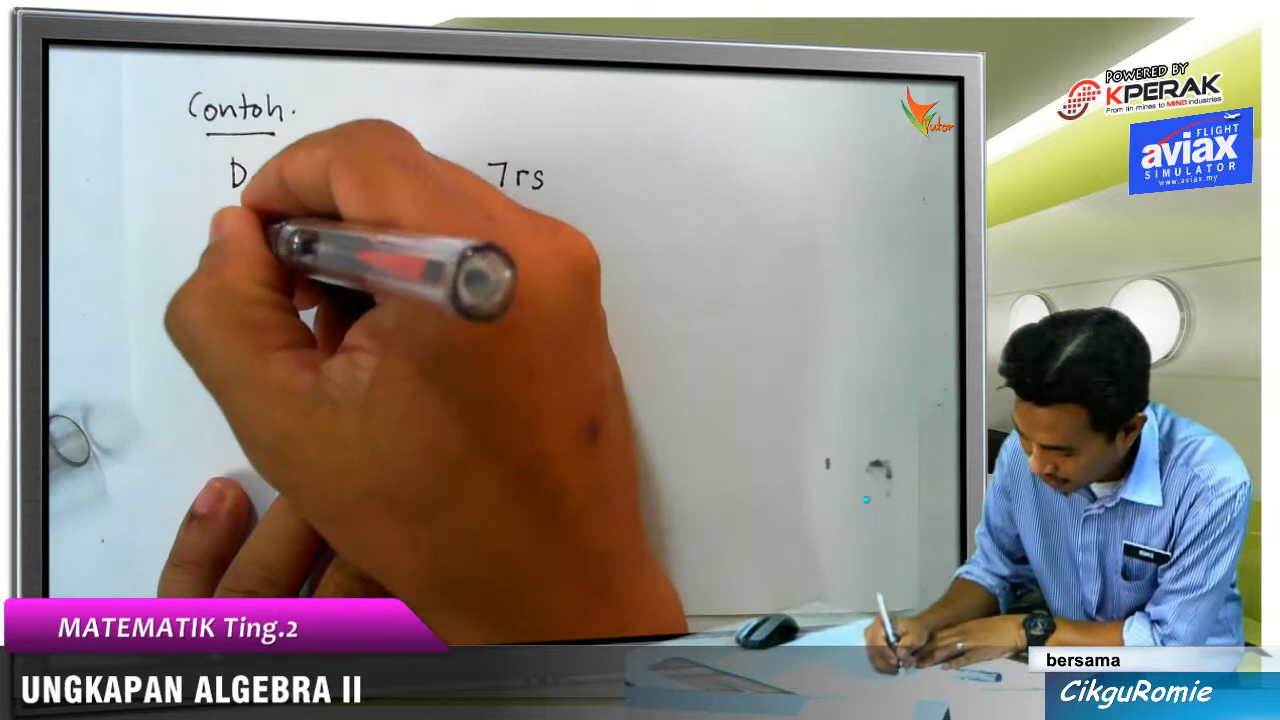 Contoh.
D
7rs
POWERED BY
KPERAK
From tin mines to MIND industries
FLIGHT
aviax
SIMULATOR
www.aviax.my
utor
MATEMATIK Ting.2
UNGKAPAN ALGEBRA II
bersama
CikguRomie